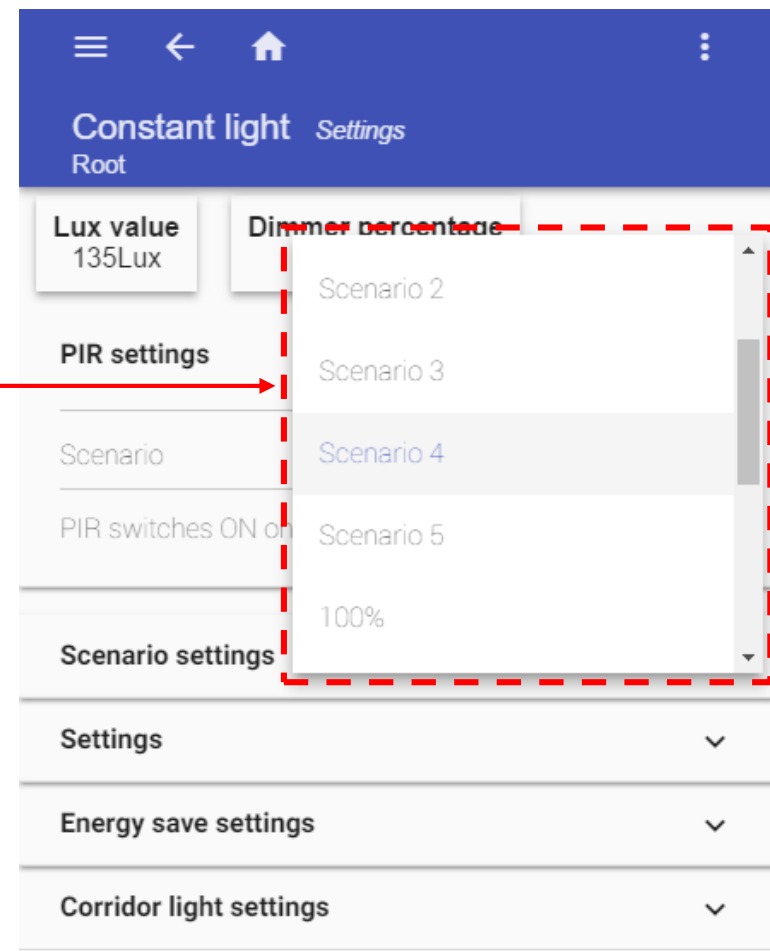 Constant light Settings
Root
Lux value
135Lux
Dimmer percentage
PIR settings
Scenario
PIR switches ON on
Scenario 2
Scenario 3
Scenario 4
Scenario 5
100%
Scenario settings
Settings
Energy save settings
Corridor light settings